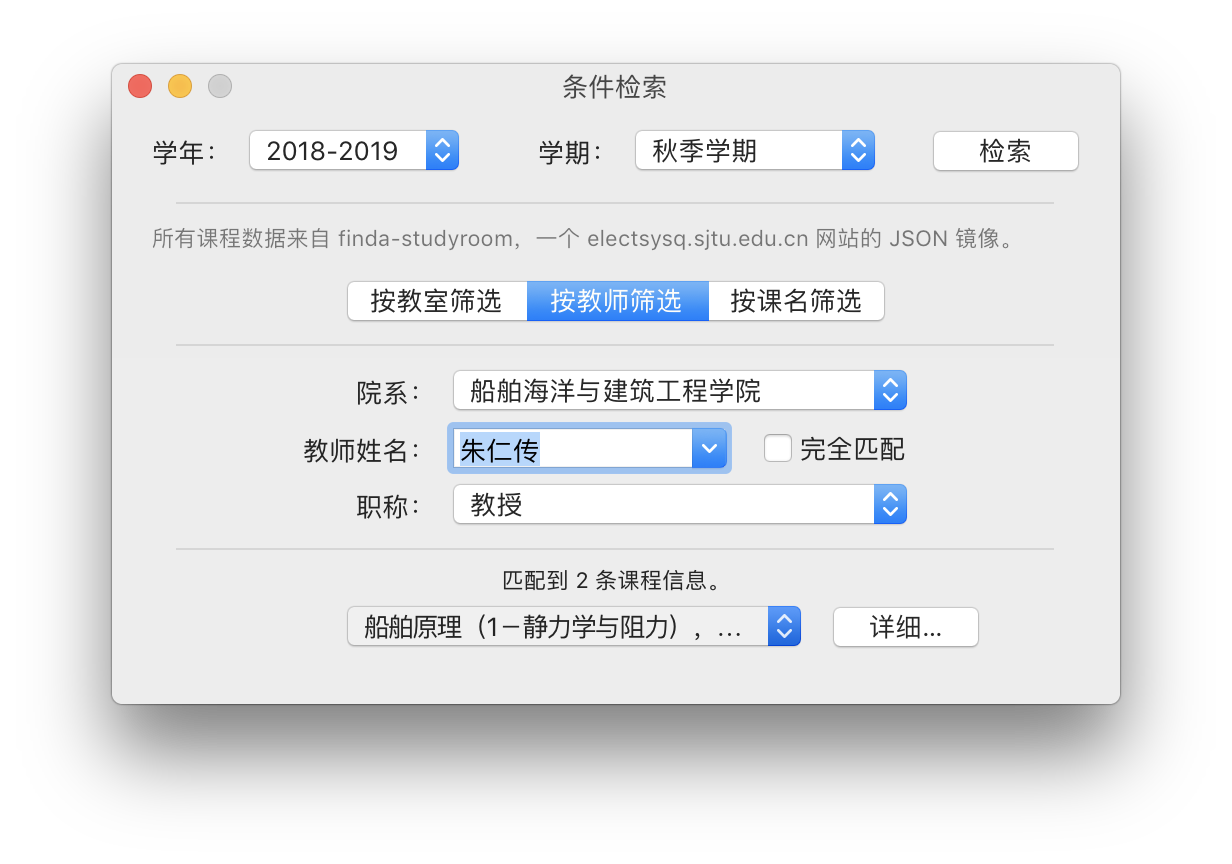 条件检索
学年： 2018-2019 学期： 秋季学期 检索
所有课程数据来自 finda-studyroom，一个 electsysq.sjtu.edu.cn 网站的 JSON 镜像。
按教室筛选 按教师筛选 按课名筛选
院系： 船舶海洋与建筑工程学院
教师姓名： 朱仁传 完全匹配
职称： 教授
匹配到 2 条课程信息。
船舶原理（1－静力学与阻力），… 详细…